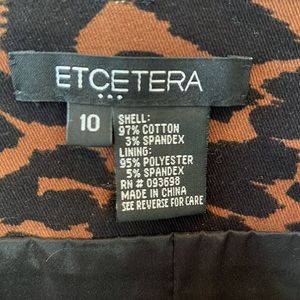 ETCETERA
10
SHELL:
97% COTTON
3% SPANDEX
LINING:
95% POLYESTER
5% SPANDEX
RN # 093698
MADE IN CHINA
SEE REVERSE FOR CARE